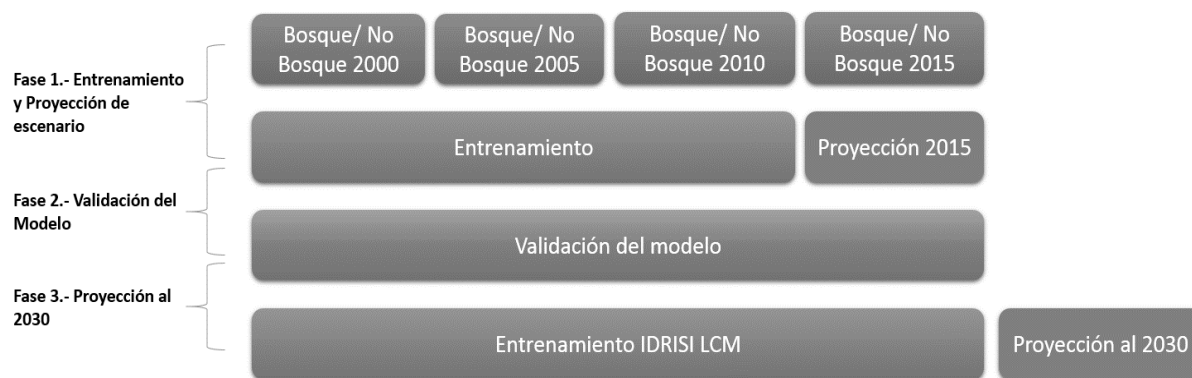 Fase 1.- Entrenamiento
y Proyección de
escenario
Bosque/ No
Bosque 2000
Bosque/ No
Bosque 2005
Bosque/ No
Bosque 2010
Bosque/ No
Bosque 2015
Entrenamiento
Proyección 2015
Fase 2.- Validación del
Modelo
Validación del modelo
Fase 3.- Proyección al
2030
Entrenamiento IDRISI LCM
Proyección al 2030